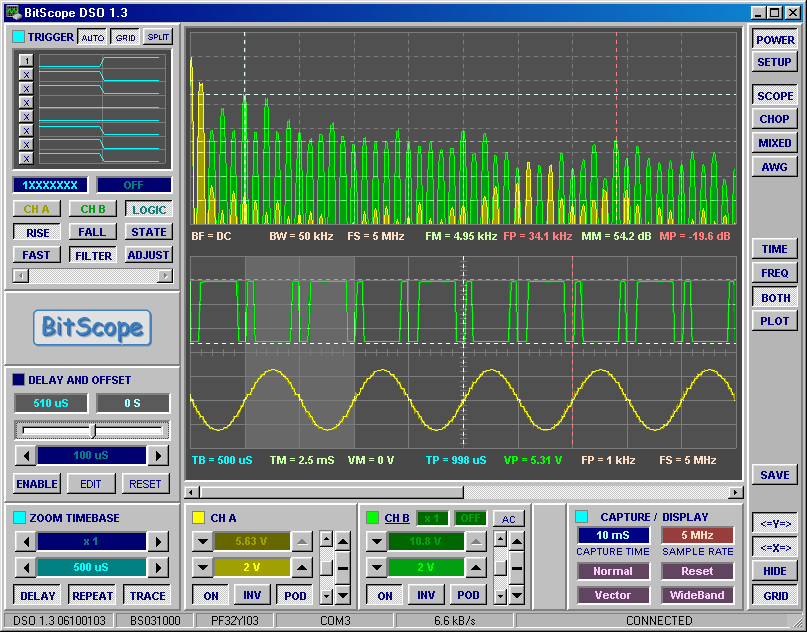 BitScope DSO 1.3
TRIGGER AUTO GRID SPLIT
1
X
X
X
X
X
X
X
1XXXXXXX OFF
CH A CH B LOGIC
RISE FALL STATE
FAST FILTER ADJUST
BitScope
DELAY AND OFFSET
510 uS 0 S
100 uS
ENABLE EDIT RESET
ZOOM TIMEBASE
x 1
500 uS
DELAY REPEAT TRACE
BF = DC BW = 50 kHz FS = 5 MHz FM = 4.95 kHz FP = 34.1 kHz MM = 54.2 dB MP = -19.6 dB
TB = 500 uS TM = 2.5 mS VM = 0 V TP = 998 uS VP = 5.31 V FP = 1 kHz FS = 5 MHz
CH A
5.63 V
2 V
ON INV POD
CH B x 1 OFF AC
10.8 V
2 V
ON INV POD
CAPTURE / DISPLAY
10 mS 5 MHz
CAPTURE TIME SAMPLE RATE
Normal Reset
Vector WideBand
POWER
SETUP
SCOPE
CHOP
MIXED
AWG
TIME
FREQ
BOTH
PLOT
SAVE
<=Y=>
<=X=>
HIDE
GRID
DSO 1.3 06100103 BS031000 PF32YI03 COM3 6.6 kB/s CONNECTED